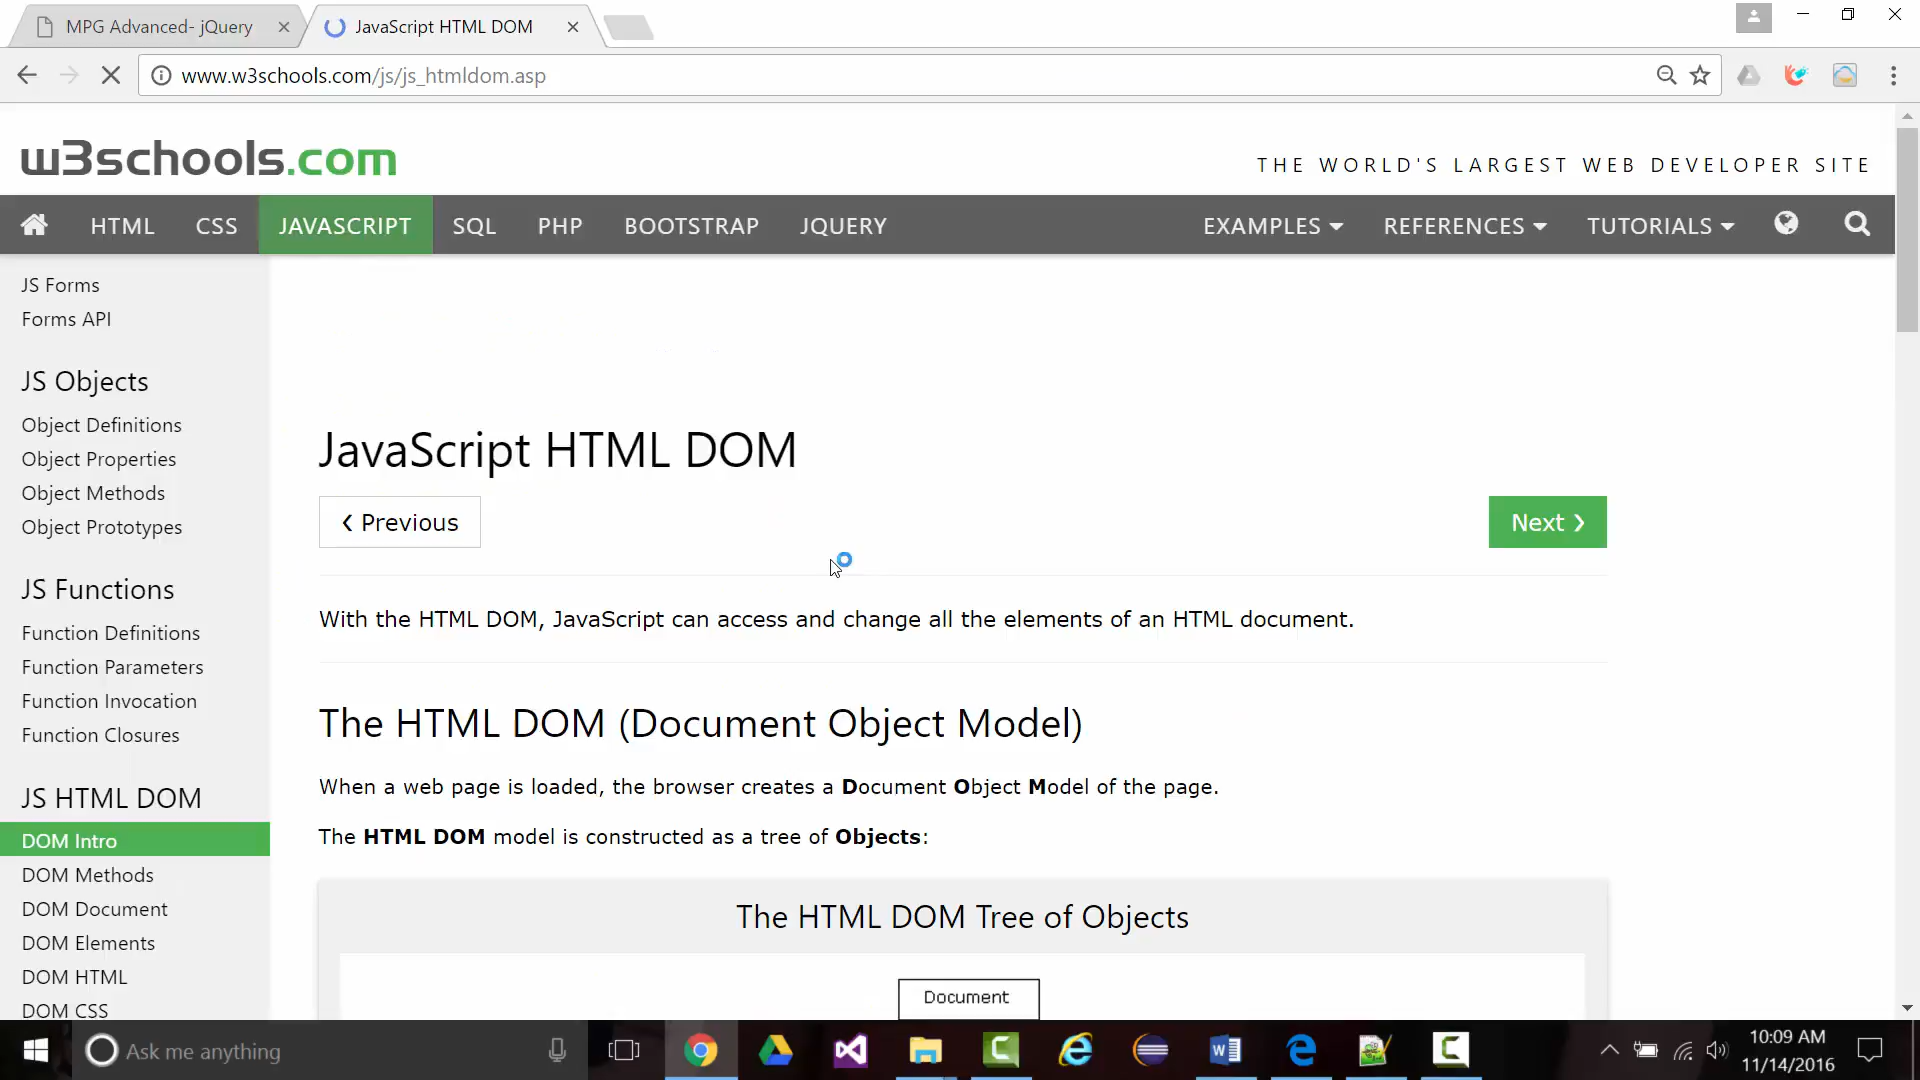 MPG Advanced- jQuery
JavaScript HTML DOM
www.w3schools.com/js/js_htmldom.asp
w3schools.com
THE WORLD'S LARGEST WEB DEVELOPER SITE
HTML CSS JAVASCRIPT SQL PHP BOOTSTRAP JQUERY EXAMPLES REFERENCES TUTORIALS
JS Forms
Forms API
JS Objects
Object Definitions
Object Properties
Object Methods
Object Prototypes
JS Functions
Function Definitions
Function Parameters
Function Invocation
Function Closures
JS HTML DOM
DOM Intro
DOM Methods
DOM Document
DOM Elements
DOM HTML
DOM CSS
JavaScript HTML DOM
❮ Previous
Next ❯
With the HTML DOM, JavaScript can access and change all the elements of an HTML document.
The HTML DOM (Document Object Model)
When a web page is loaded, the browser creates a Document Object Model of the page.
The HTML DOM model is constructed as a tree of Objects:
The HTML DOM Tree of Objects
Document
Ask me anything
10:09 AM
11/14/2016